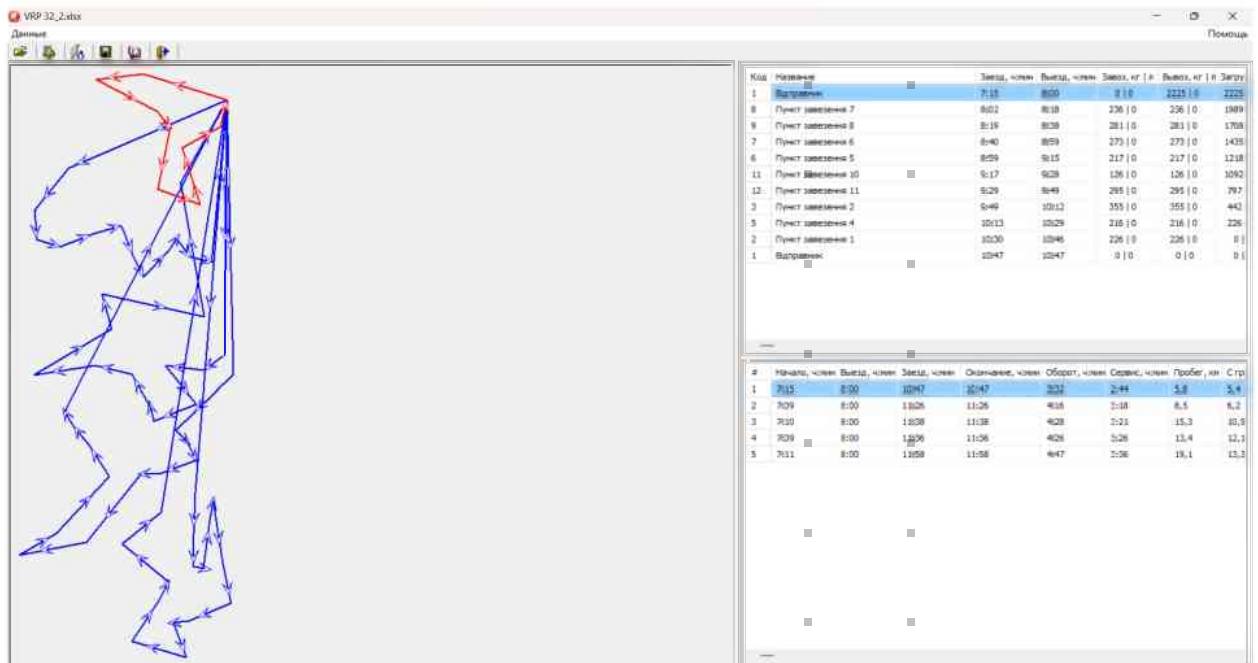 VRP 32_2.xlsx
Данные Помощь
Код Название Заезд, ч:мин Выезд, ч:мин Завоз, кг | л Вывоз, кг | л Загру
1 Відправник 7:15 8:00 0 | 0 2225 | 0 2225
8 Пункт завезення 7 8:02 8:18 236 | 0 236 | 0 1989
9 Пункт завезення 8 8:19 8:38 281 | 0 281 | 0 1708
7 Пункт завезення 6 8:40 8:59 273 | 0 273 | 0 1435
6 Пункт завезення 5 8:59 9:15 217 | 0 217 | 0 1218
11 Пункт завезення 10 9:17 9:28 126 | 0 126 | 0 1092
12 Пункт завезення 11 9:29 9:49 295 | 0 295 | 0 797
3 Пункт завезення 2 9:49 10:12 355 | 0 355 | 0 442
5 Пункт завезення 4 10:13 10:29 216 | 0 216 | 0 226
2 Пункт завезення 1 10:30 10:46 226 | 0 226 | 0 0 |
1 Відправник 10:47 10:47 0 | 0 0 | 0 0 |
# Начало, ч:мин Выезд, ч:мин Заезд, ч:мин Окончание, ч:мин Оборот, ч:мин Сервис, ч:мин Пробег, км С гр
1 7:15 8:00 10:47 10:47 3:32 2:44 5,8 5,4
2 7:09 8:00 11:26 11:26 4:16 3:18 8,5 6,2
3 7:10 8:00 11:38 11:38 4:28 3:21 15,3 10,9
4 7:09 8:00 11:36 11:36 4:26 3:26 13,4 12,1
5 7:11 8:00 11:58 11:58 4:47 3:36 19,1 13,3